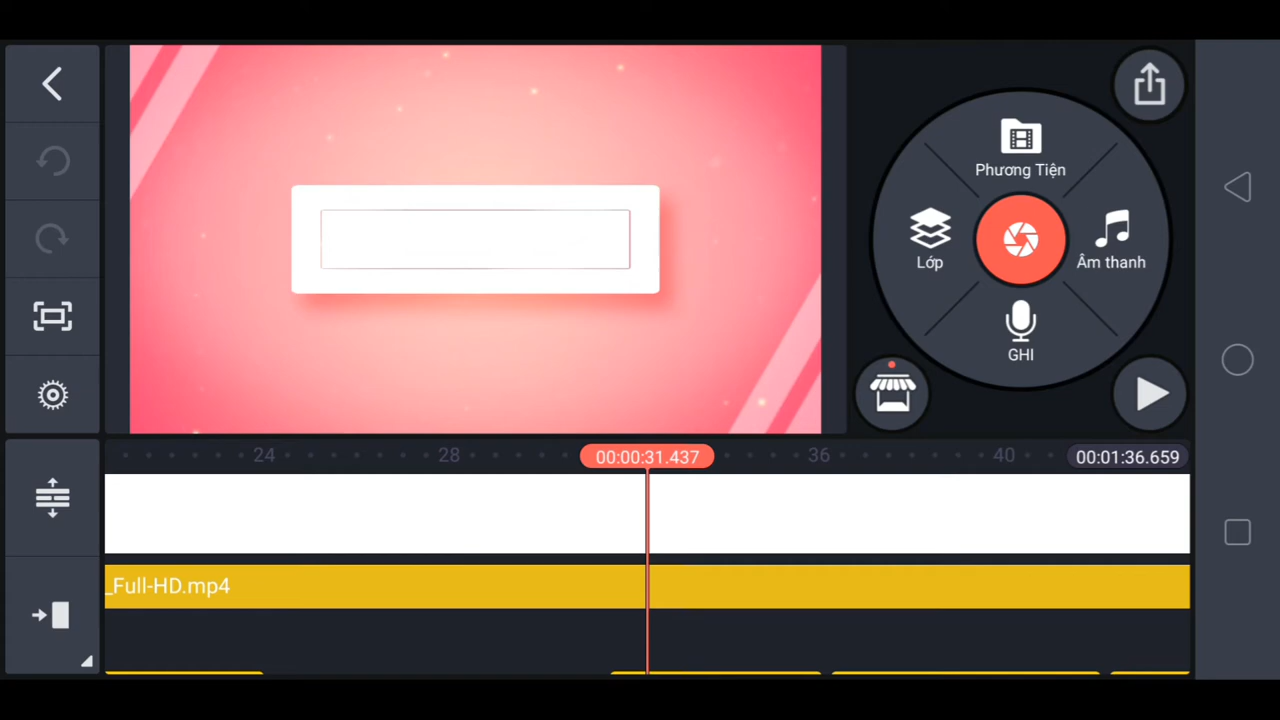 Phương Tiện
Lớp
Âm thanh
GHI
24
28
00:00:31.437
36
40
00:01:36.659
_Full-HD.mp4